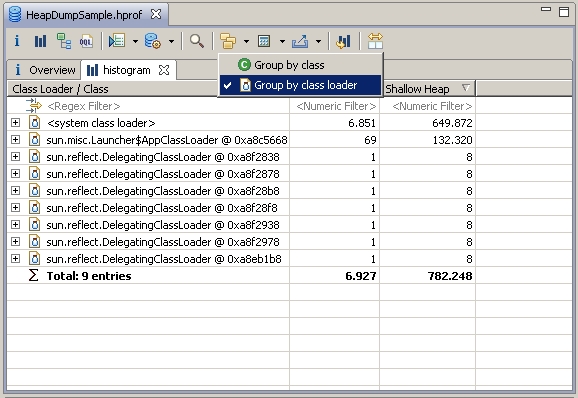 HeapDumpSample.hprof
i QL
i Overview histogram
C Group by class
Group by class loader
Class Loader / Class Shallow Heap
<Regex Filter> <Numeric Filter> <Numeric Filter>
<system class loader> 6.851 649.872
sun.misc.Launcher$AppClassLoader @ 0xa8c5668 69 132.320
sun.reflect.DelegatingClassLoader @ 0xa8f2838 1 8
sun.reflect.DelegatingClassLoader @ 0xa8f2878 1 8
sun.reflect.DelegatingClassLoader @ 0xa8f28b8 1 8
sun.reflect.DelegatingClassLoader @ 0xa8f28f8 1 8
sun.reflect.DelegatingClassLoader @ 0xa8f2938 1 8
sun.reflect.DelegatingClassLoader @ 0xa8f2978 1 8
sun.reflect.DelegatingClassLoader @ 0xa8eb1b8 1 8
Σ Total: 9 entries 6.927 782.248